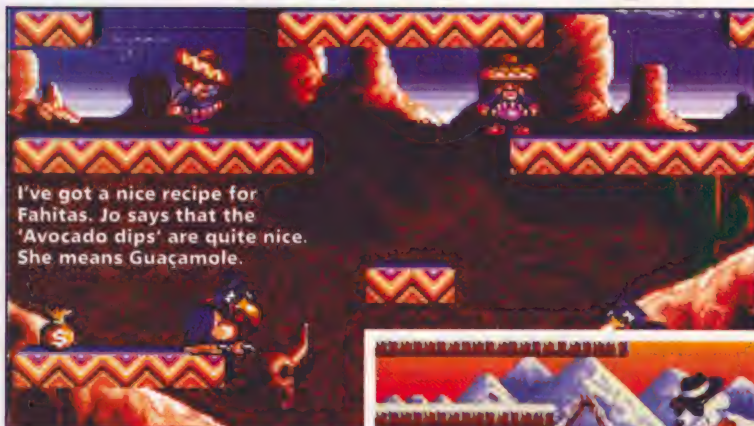 I've got a nice recipe for
Fahitas. Jo says that the
'Avocado dips' are quite nice.
She means Guaçamole.
$